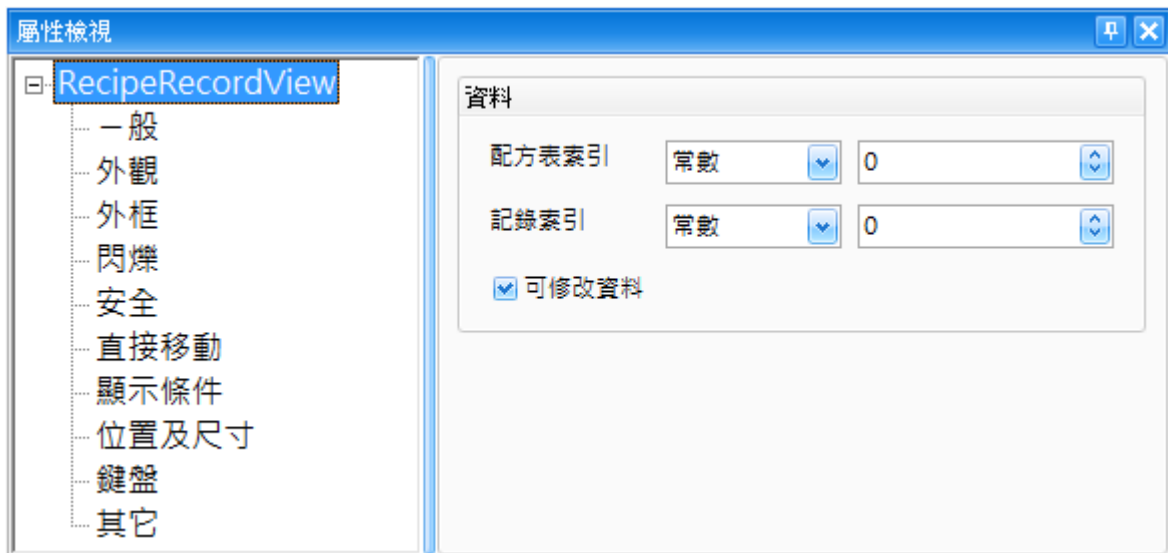 屬性檢視
RecipeRecordView
一般
外觀
外框
閃爍
安全
直接移動
顯示條件
位置及尺寸
鍵盤
其它
資料
配方表索引 常數 0
記錄索引 常數 0
可修改資料